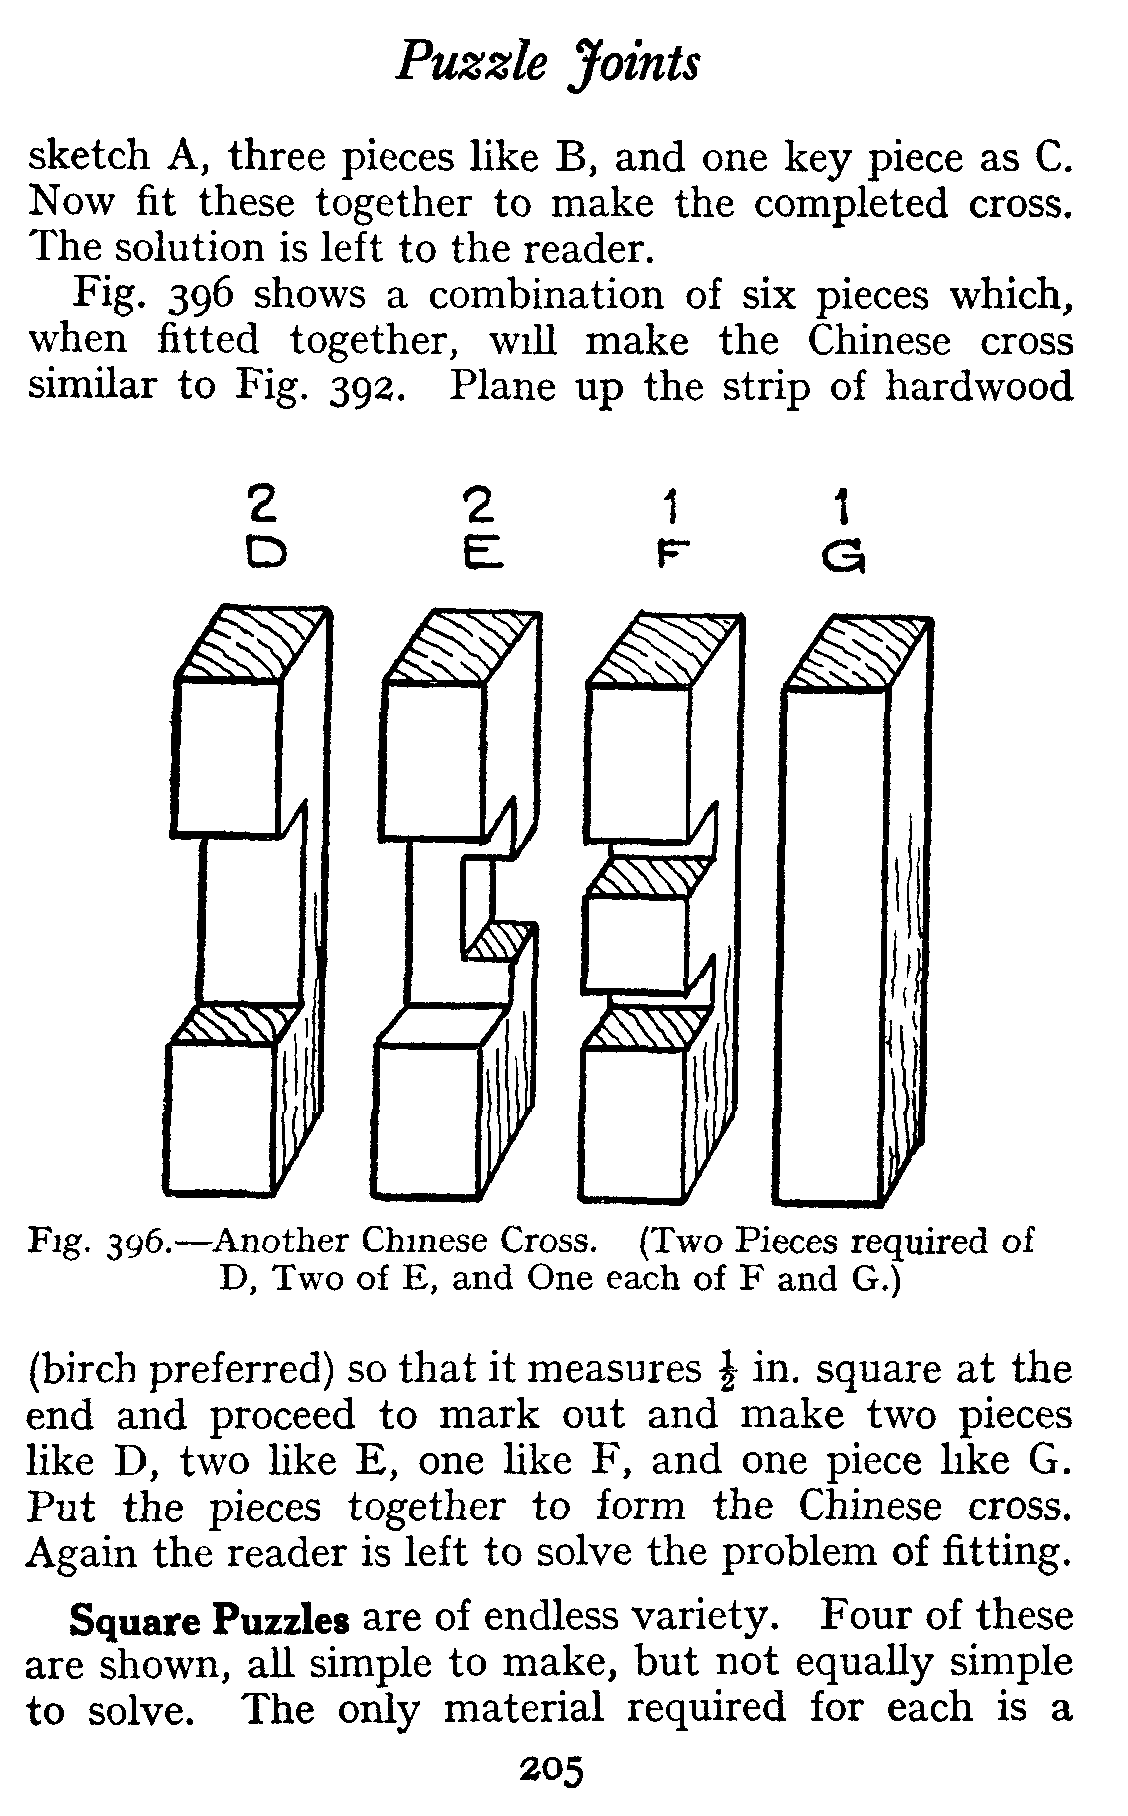 Puzzle Joints
sketch A, three pieces like B, and one key piece as C.
Now fit these together to make the completed cross.
The solution is left to the reader.
Fig. 396 shows a combination of six pieces which,
when fitted together, will make the Chinese cross
similar to Fig. 392. Plane up the strip of hardwood
2 2 1 1
D E F G
Fig. 396.—Another Chinese Cross. (Two Pieces required of
D, Two of E, and One each of F and G.)
(birch preferred) so that it measures ½ in. square at the
end and proceed to mark out and make two pieces
like D, two like E, one like F, and one piece like G.
Put the pieces together to form the Chinese cross.
Again the reader is left to solve the problem of fitting.
Square Puzzles are of endless variety. Four of these
are shown, all simple to make, but not equally simple
to solve. The only material required for each is a
205